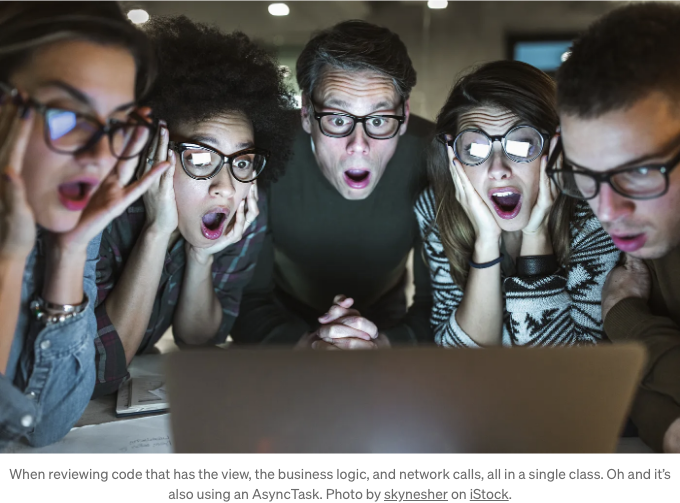 When reviewing code that has the view, the business logic, and network calls, all in a single class. Oh and it's
also using an AsyncTask. Photo by skynesher on iStock.